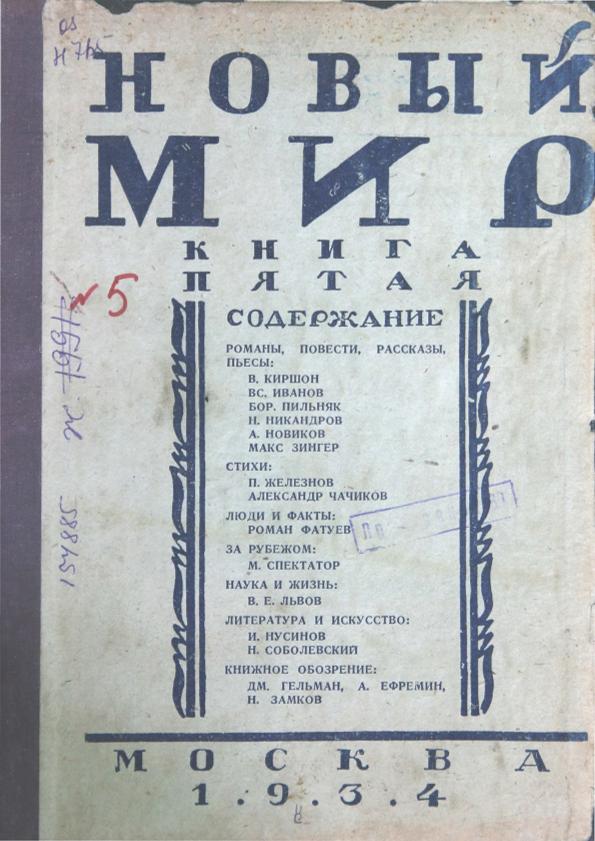 05
Н 765
НОВЫЙ
МИР
КНИГА
ПЯТАЯ
№5
СОДЕРЖАНИЕ
РОМАНЫ, ПОВЕСТИ, РАССКАЗЫ,
ПЬЕСЫ:
В. КИРШОН
ВС. ИВАНОВ
БОР. ПИЛЬНЯК
Н. НИКАНДРОВ
А. НОВИКОВ
МАКС ЗИНГЕР
СТИХИ:
П. ЖЕЛЕЗНОВ
АЛЕКСАНДР ЧАЧИКОВ
ЛЮДИ И ФАКТЫ:
РОМАН ФАТУЕВ
ЗА РУБЕЖОМ:
М. СПЕКТАТОР
НАУКА И ЖИЗНЬ:
В. Е. ЛЬВОВ
ЛИТЕРАТУРА И ИСКУССТВО:
И. НУСИНОВ
Н. СОБОЛЕВСКИЙ
КНИЖНОЕ ОБОЗРЕНИЕ:
ДМ. ГЕЛЬМАН, А. ЕФРЕМИН,
Н. ЗАМКОВ
154885
МОСКВА
1.9.3.4